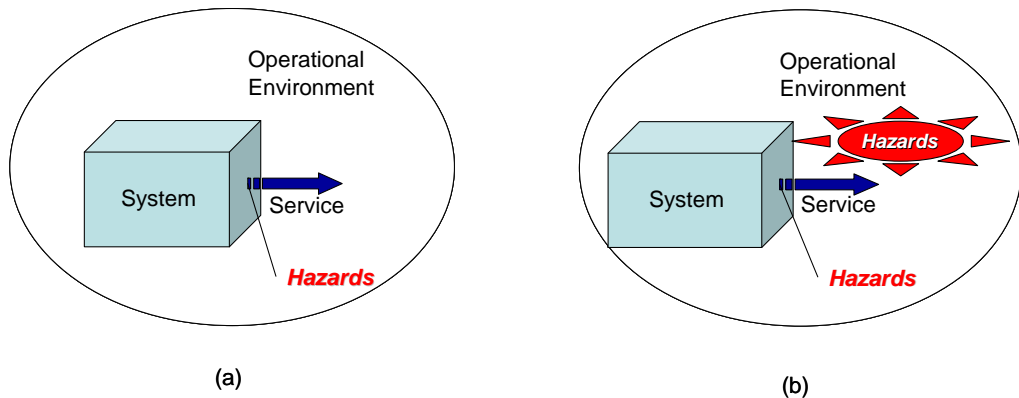 Operational
Environment
System
Service
Hazards
(a)
Operational
Environment
Hazards
System
Service
Hazards
(b)